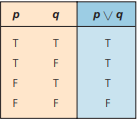 p q p ∨ q
T T T
T F T
F T T
F F F